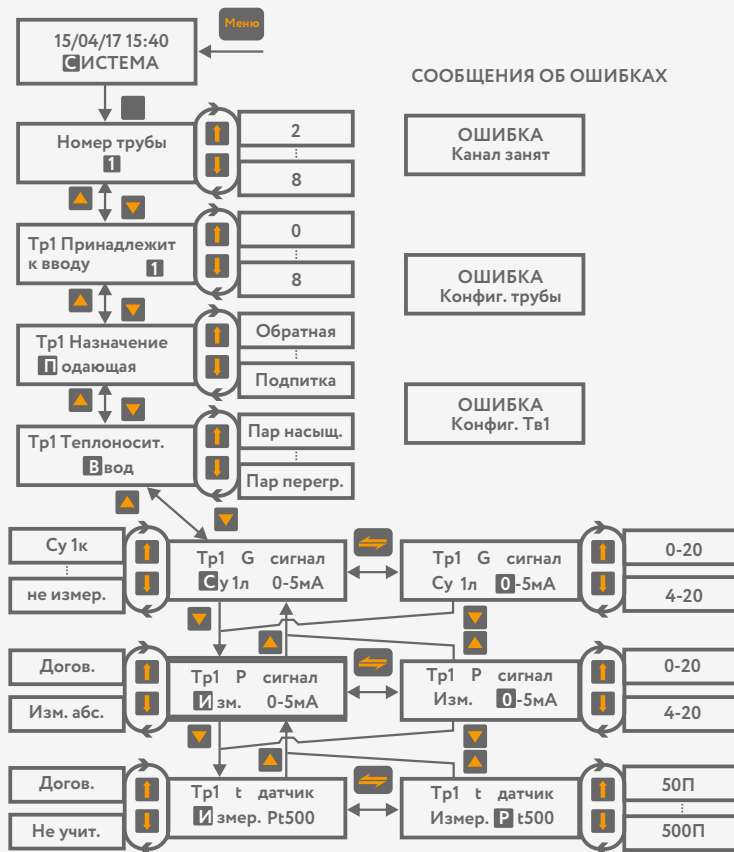 Меню
15/04/17 15:40
СИСТЕМА
СООБЩЕНИЯ ОБ ОШИБКАХ
Номер трубы
1
2
8
ОШИБКА
Канал занят
Тр1 Принадлежит
к вводу 1
0
8
ОШИБКА
Конфиг. трубы
Тр1 Назначение
Подающая
Обратная
Подпитка
ОШИБКА
Конфиг. Тв1
Тр1 Теплоносит.
Ввод
Пар насыщ.
Пар перегр.
Су 1к
не измер.
Тр1 G сигнал
Су 1л 0-5мА
Тр1 G сигнал
Су 1л 0-5мА
0-20
4-20
Догов.
Изм. абс.
Тр1 P сигнал
Изм. 0-5мА
Тр1 P сигнал
Изм. 0-5мА
0-20
4-20
Догов.
Не учит.
Тр1 t датчик
Измер. Pt500
Тр1 t датчик
Измер. Pt500
50П
500П